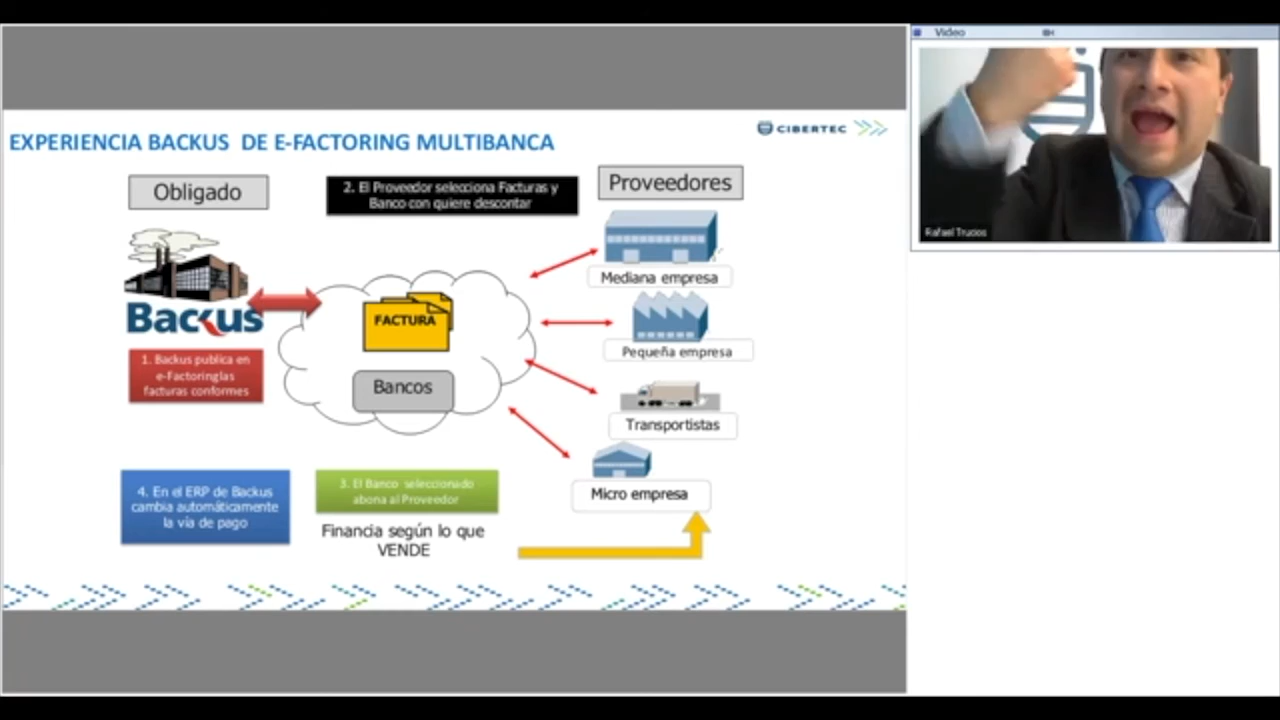 Video
Rafael Trucios
EXPERIENCIA BACKUS DE E-FACTORING MULTIBANCA
CIBERTEC
Obligado
2. El Proveedor selecciona Facturas y
Banco con quiere descontar
Proveedores
Mediana empresa
Backus
FACTURA
Pequeña empresa
1. Backus publica en
e-Factoringlas
facturas conformes
Bancos
Transportistas
Micro empresa
4. En el ERP de Backus
cambia automáticamente
la vía de pago
3. El Banco seleccionado
abona al Proveedor
Financia según lo que
VENDE